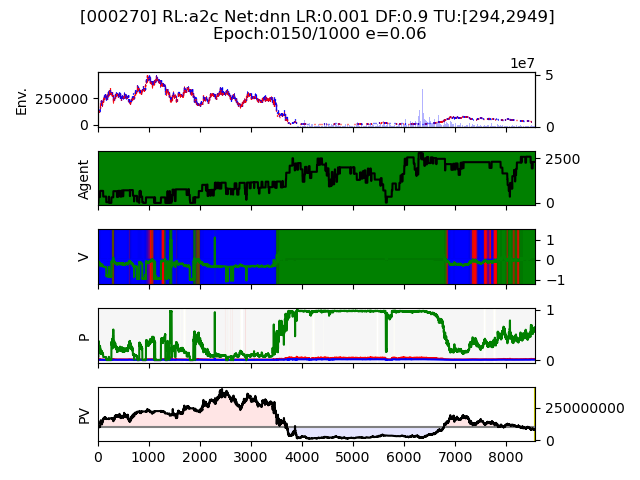 [000270] RL:a2c Net:dnn LR:0.001 DF:0.9 TU:[294,2949]
Epoch:0150/1000 e=0.06
1e7
Env.
250000
0
5
0
Agent
2500
0
V
1
0
−1
P
1
0
PV
250000000
0
0 1000 2000 3000 4000 5000 6000 7000 8000